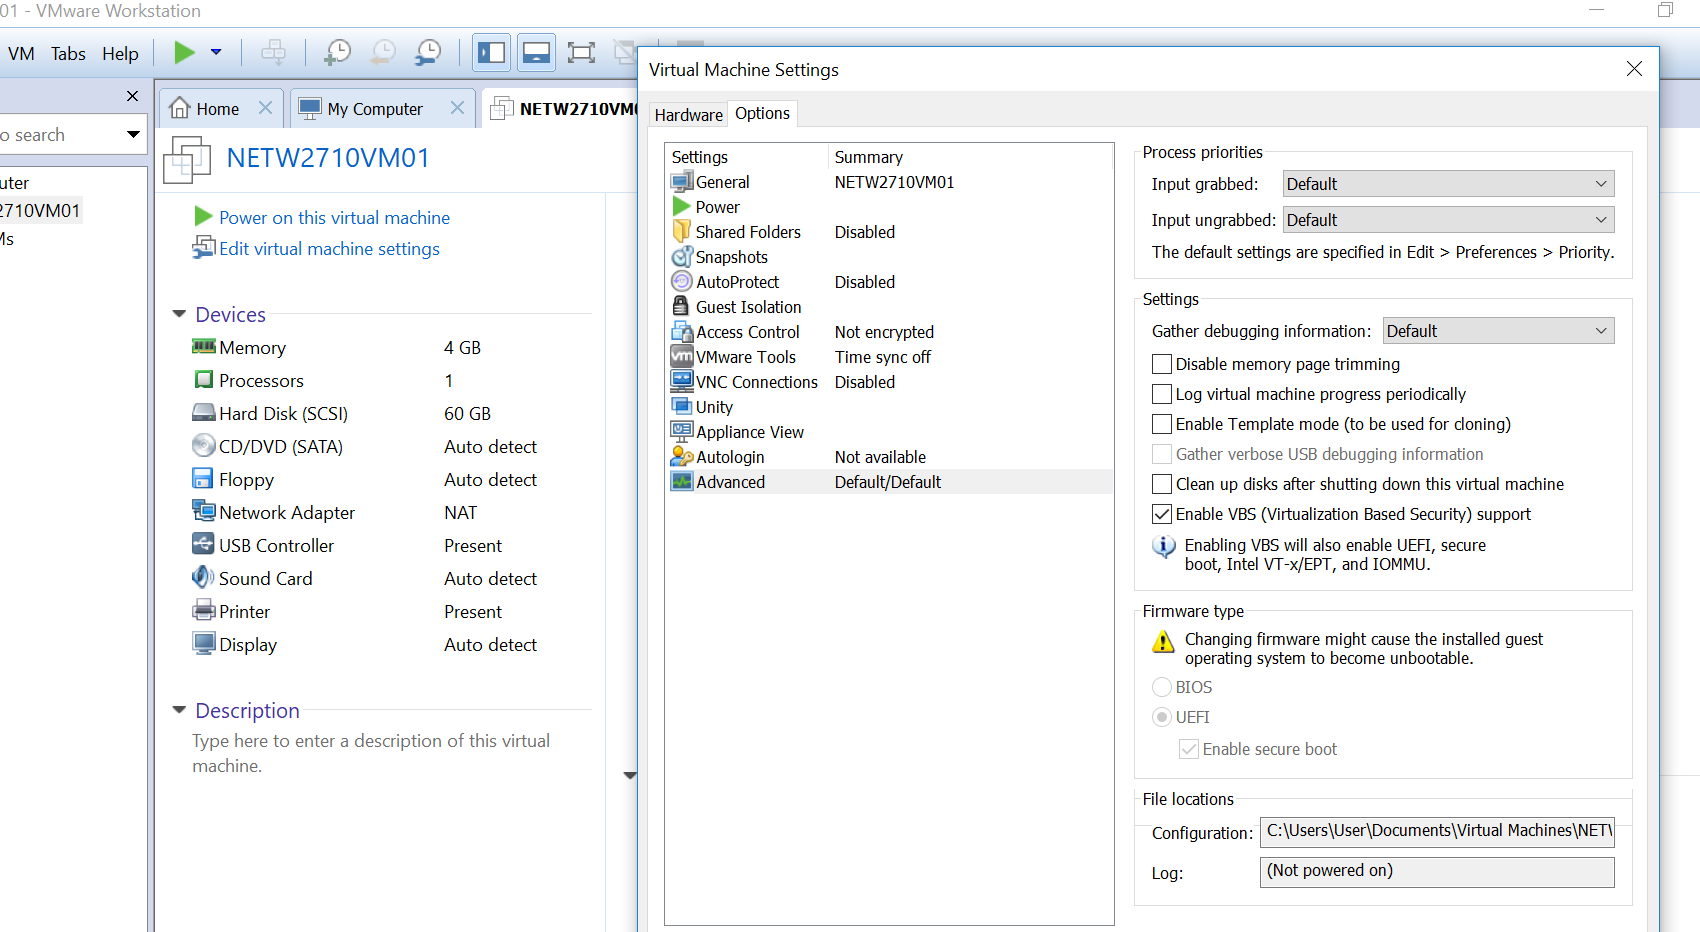 01 - VMware Workstation
VM Tabs Help
Home
My Computer
NETW2710VM0
o search
uter
2710VM01
Ms
NETW2710VM01
Power on this virtual machine
Edit virtual machine settings
Devices
Memory 4 GB
Processors 1
Hard Disk (SCSI) 60 GB
CD/DVD (SATA) Auto detect
Floppy Auto detect
Network Adapter NAT
USB Controller Present
Sound Card Auto detect
Printer Present
Display Auto detect
Description
Type here to enter a description of this virtual
machine.
Virtual Machine Settings
Hardware Options
Settings Summary
General NETW2710VM01
Power
Shared Folders Disabled
Snapshots
AutoProtect Disabled
Guest Isolation
Access Control Not encrypted
vm VMware Tools Time sync off
VNC Connections Disabled
Unity
Appliance View
Autologin Not available
Advanced Default/Default
Process priorities
Input grabbed: Default
Input ungrabbed: Default
The default settings are specified in Edit > Preferences > Priority.
Settings
Gather debugging information: Default
Disable memory page trimming
Log virtual machine progress periodically
Enable Template mode (to be used for cloning)
Gather verbose USB debugging information
Clean up disks after shutting down this virtual machine
Enable VBS (Virtualization Based Security) support
Enabling VBS will also enable UEFI, secure
boot, Intel VT-x/EPT, and IOMMU.
Firmware type
Changing firmware might cause the installed guest
operating system to become unbootable.
BIOS
UEFI
Enable secure boot
File locations
Configuration: C:\Users\User\Documents\Virtual Machines\NET\
Log: (Not powered on)